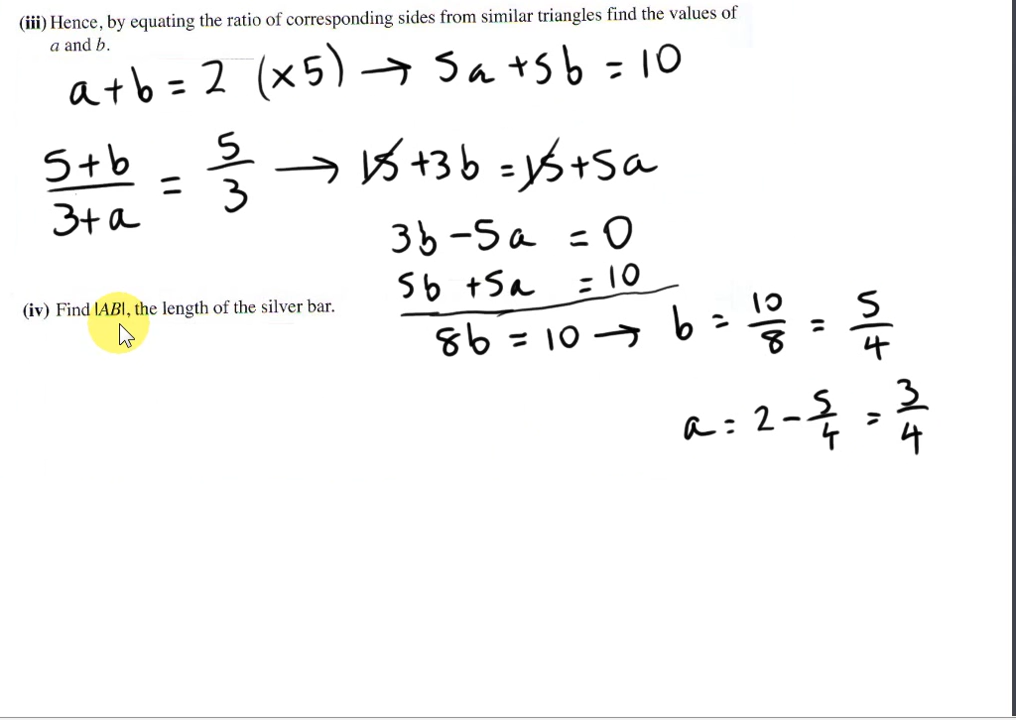 (iii) Hence, by equating the ratio of corresponding sides from similar triangles find the values of
a and b.
a+b = 2 (×5) → 5a +5b = 10
5+b/3+a = 5/3 → 15 +3b = 15+5a
3b -5a = 0
5b +5a = 10
8b = 10 → b = 10/8 = 5/4
(iv) Find |AB|, the length of the silver bar.
a = 2 - 5/4 = 3/4